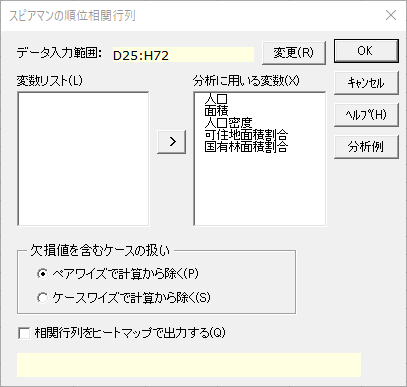 スピアマンの順位相関行列
データ入力範囲: D25:H72 変更(R) OK
変数リスト(L) 分析に用いる変数(X) キャンセル
人口
面積
人口密度
可住地面積割合
国有林面積割合
>
ヘルプ(H)
分析例
欠損値を含むケースの扱い
ペアワイズで計算から除く(P)
ケースワイズで計算から除く(S)
相関行列をヒートマップで出力する(Q)